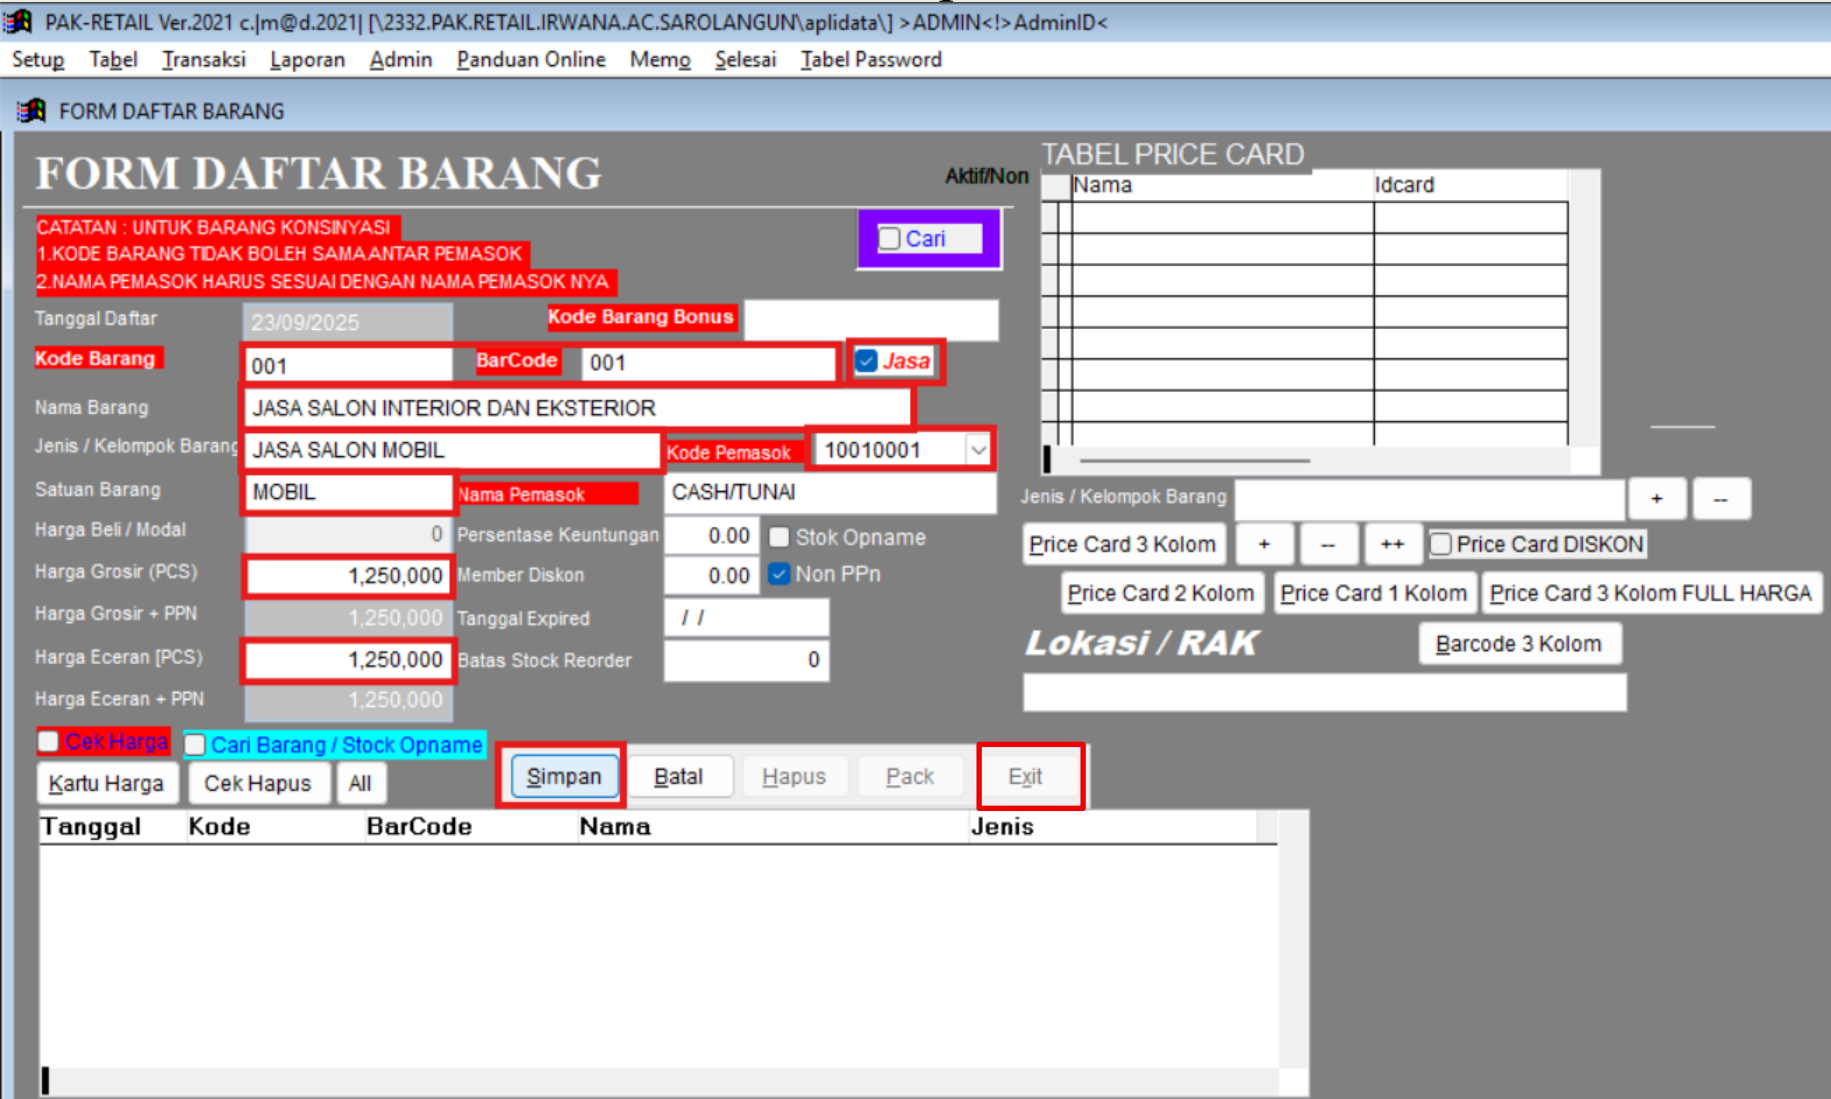 PAK-RETAIL Ver.2021 c.|m@d.2021| [\2332.PAK.RETAIL.IRWANA.AC.SAROLANGUN\aplidata\] >ADMIN<!>AdminID<
Setup Tabel Transaksi Laporan Admin Panduan Online Memo Selesai Tabel Password
FORM DAFTAR BARANG
FORM DAFTAR BARANG
Aktif/Non
CATATAN : UNTUK BARANG KONSINYASI
1.KODE BARANG TIDAK BOLEH SAMA ANTAR PEMASOK
2.NAMA PEMASOK HARUS SESUAI DENGAN NAMA PEMASOK NYA
Cari
Tanggal Daftar 23/09/2025 Kode Barang Bonus
Kode Barang 001 BarCode 001 Jasa
Nama Barang JASA SALON INTERIOR DAN EKSTERIOR
Jenis / Kelompok Barang JASA SALON MOBIL Kode Pemasok 10010001
Satuan Barang MOBIL Nama Pemasok CASH/TUNAI
Harga Beli / Modal 0 Persentase Keuntungan 0.00 Stok Opname
Harga Grosir (PCS) 1,250,000 Member Diskon 0.00 Non PPn
Harga Grosir + PPN 1,250,000 Tanggal Expired / /
Harga Eceran [PCS) 1,250,000 Batas Stock Reorder 0
Harga Eceran + PPN 1,250,000
Cek Harga Cari Barang / Stock Opname
Kartu Harga Cek Hapus All Simpan Batal Hapus Pack Exit
Tanggal Kode BarCode Nama Jenis
TABEL PRICE CARD
Nama Idcard
Jenis / Kelompok Barang + --
Price Card 3 Kolom + -- ++ Price Card DISKON
Price Card 2 Kolom Price Card 1 Kolom Price Card 3 Kolom FULL HARGA
Lokasi / RAK Barcode 3 Kolom